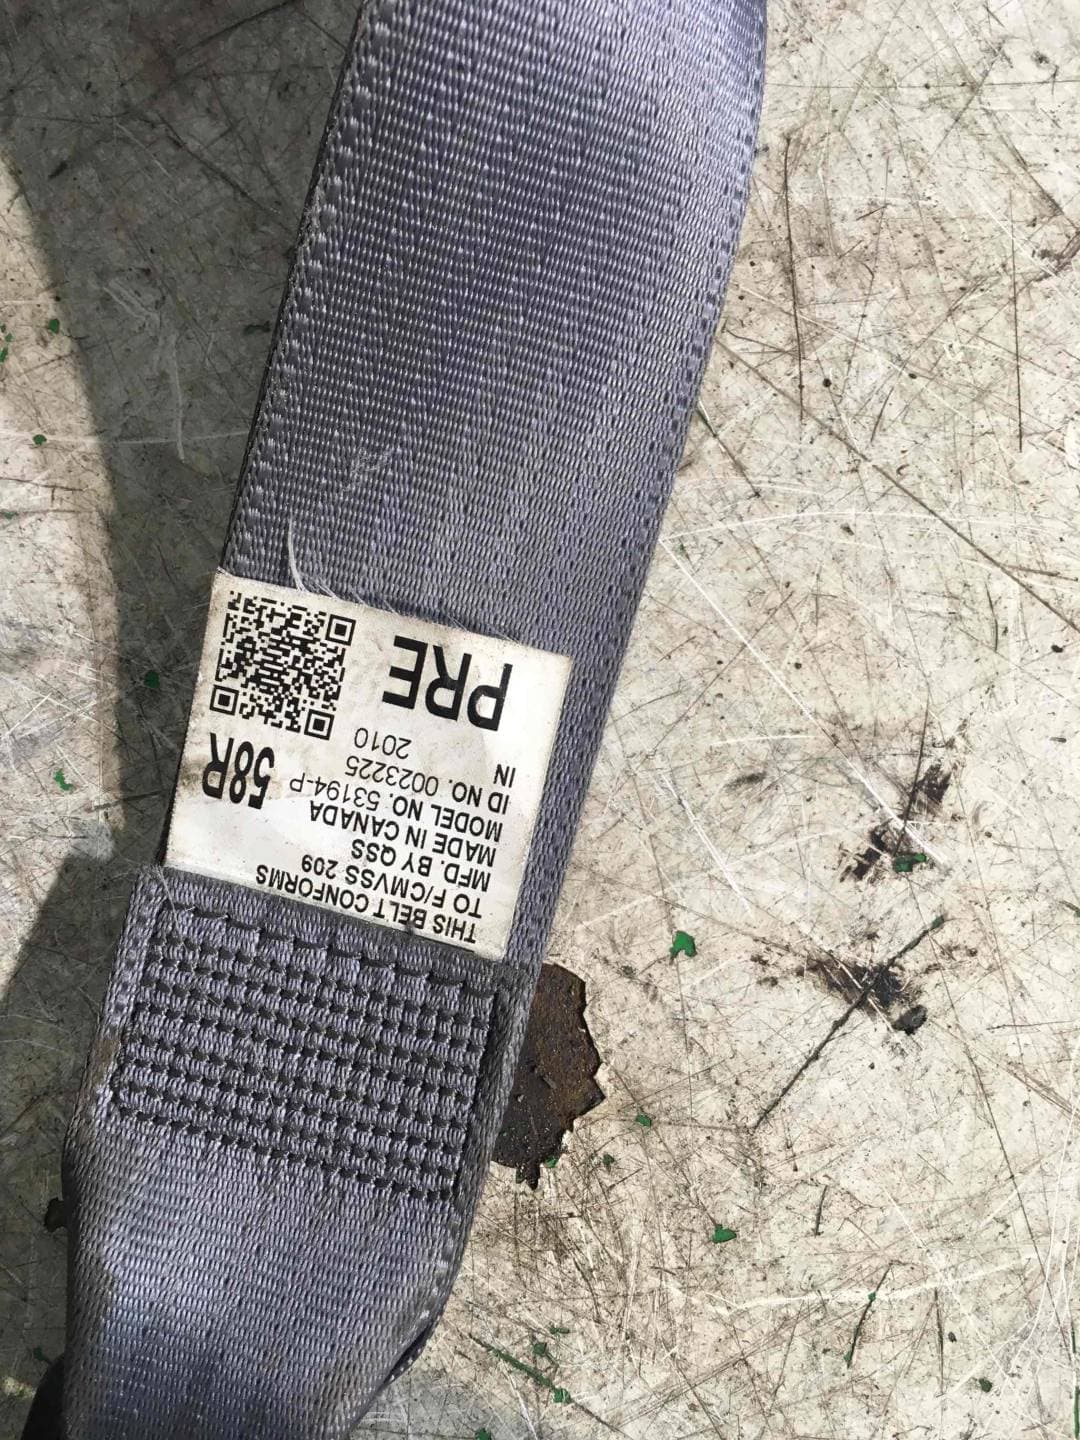 THIS BELT CONFORMS
TO F/CMVSS 209
MFD. BY QSS
MADE IN CANADA
MODEL NO. 53194-P
ID NO. 0023225
IN 2010
58R
PRE